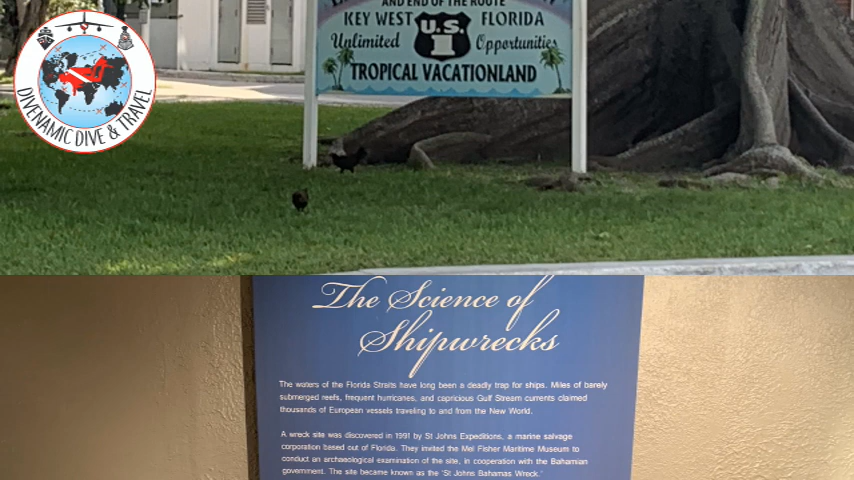 AND END OF THE ROUTE
KEY WEST U.S. 1 FLORIDA
Unlimited Opportunities
TROPICAL VACATIONLAND
DIVENAMIC DIVE & TRAVEL
The Science of
Shipwrecks
The waters of the Florida Straits have long been a deadly trap for ships. Miles of barely
submerged reefs, frequent hurricanes, and capricious Gulf Stream currents claimed
thousands of European vessels traveling to and from the New World.
A wreck site was discovered in 1991 by St Johns Expeditions, a marine salvage
corporation based out of Florida. They invited the Mel Fisher Maritime Museum to
conduct an archaeological examination of the site, in cooperation with the Bahamian
government. The site became known as the 'St Johns Bahamas Wreck.'